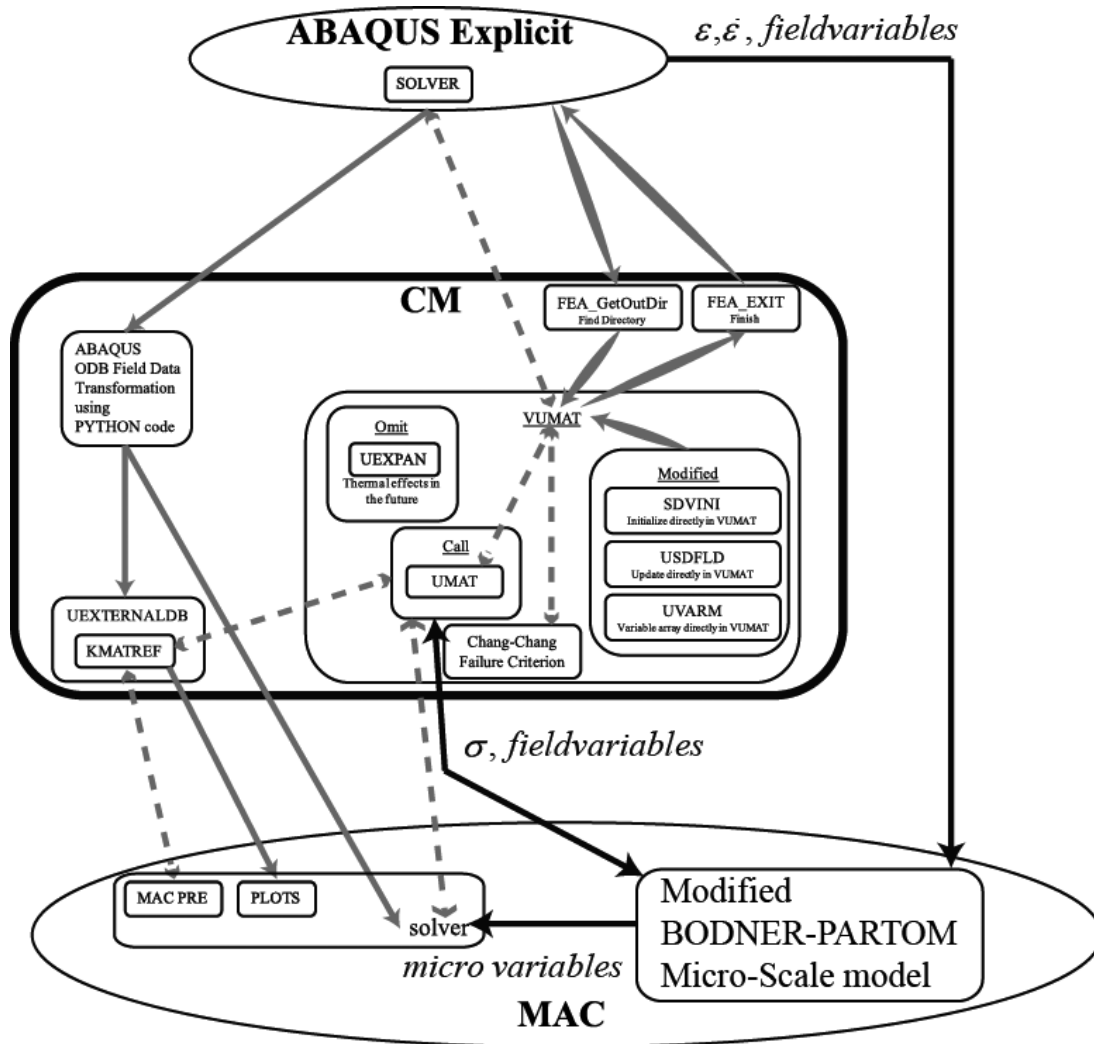 ABAQUS Explicit
ε,ε̇, fieldvariables
SOLVER
CM
FEA_GetOutDir
Find Directory
FEA_EXIT
Finish
ABAQUS
ODB Field Data
Transformation
using
PYTHON code
VUMAT
Omit
UEXPAN
Thermal effects in
the future
Modified
SDVINI
Initialize directly in VUMAT
USDFLD
Update directly in VUMAT
UVARM
Variable array directly in VUMAT
Call
UMAT
Chang-Chang
Failure Criterion
UEXTERNALDB
KMATREF
σ, fieldvariables
MAC PRE
PLOTS
solver
Modified
BODNER-PARTOM
Micro-Scale model
micro variables
MAC